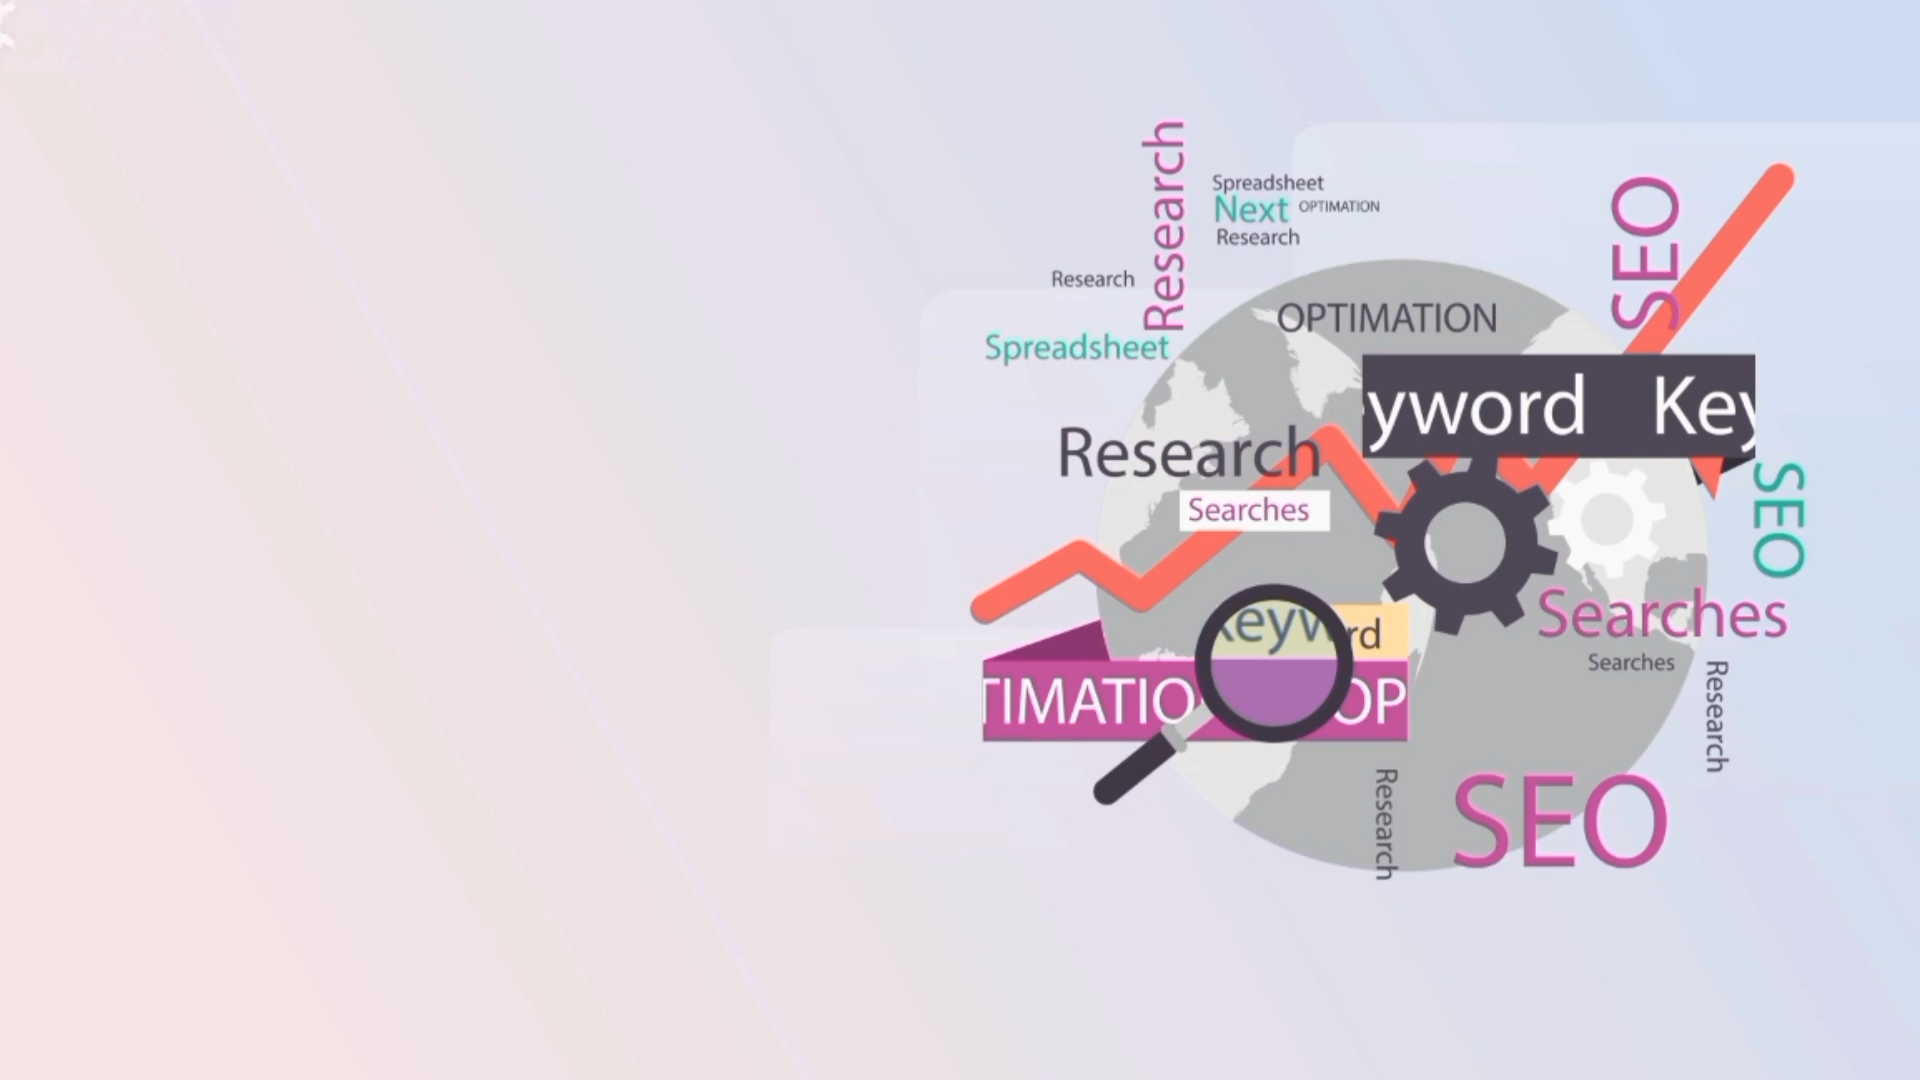 Research
Spreadsheet
Next
OPTIMATION
Research
SEO
Research
OPTIMATION
Spreadsheet
yword Key
Research
SEO
Searches
Searches
keyw
rd
Searches
Research
TIMATIO
OP
Research
SEO